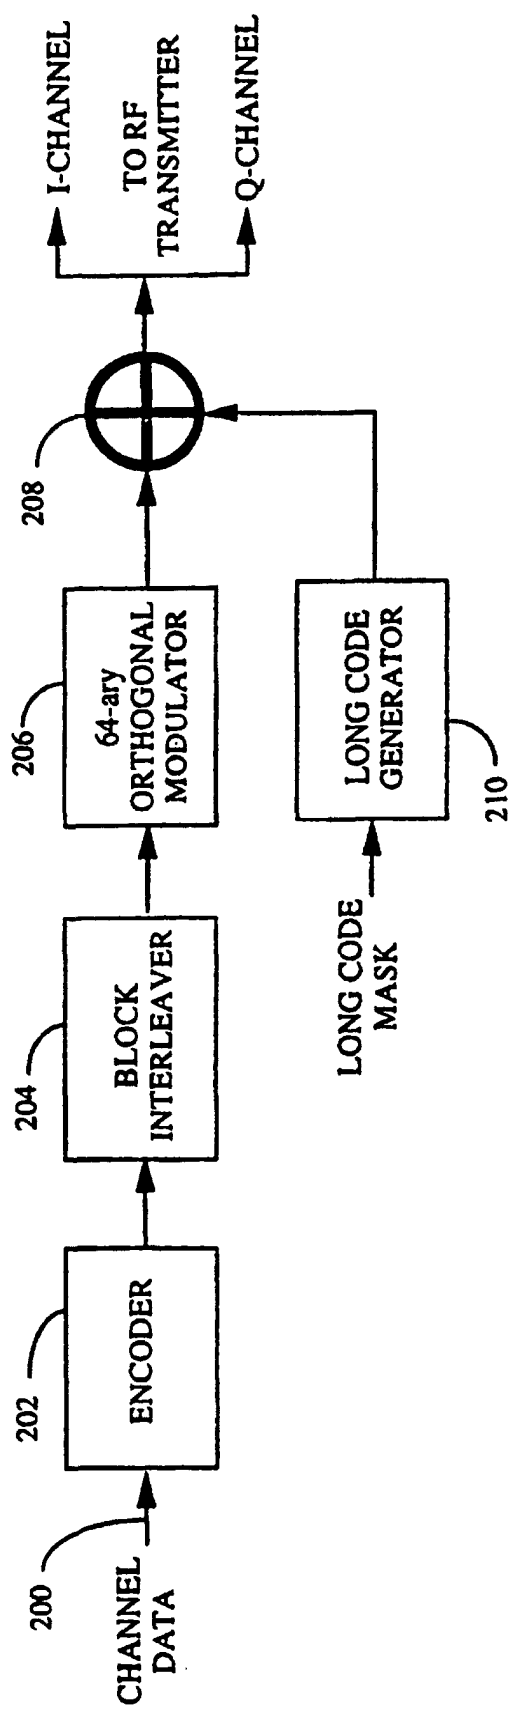 200
CHANNEL
DATA
202
ENCODER
204
BLOCK
INTERLEAVER
206
64-ary
ORTHOGONAL
MODULATOR
208
I-CHANNEL
TO RF
TRANSMITTER
Q-CHANNEL
LONG CODE
MASK
LONG CODE
GENERATOR
210